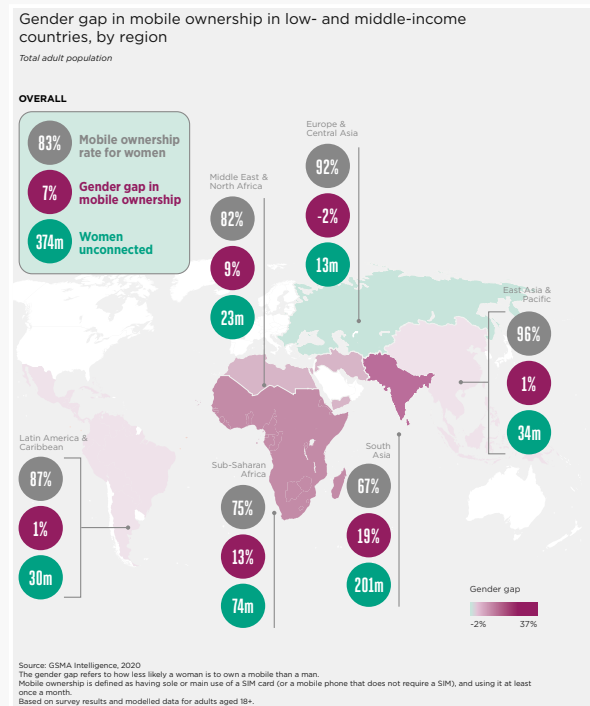 Gender gap in mobile ownership in low- and middle-income
countries, by region
Total adult population
OVERALL
83%
Mobile ownership
rate for women
7%
Gender gap in
mobile ownership
374m
Women
unconnected
Middle East &
North Africa
82%
9%
23m
Europe &
Central Asia
92%
-2%
13m
East Asia &
Pacific
96%
1%
34m
Latin America &
Caribbean
87%
1%
30m
Sub-Saharan
Africa
75%
13%
74m
South
Asia
67%
19%
201m
Gender gap
-2%
37%
Source: GSMA Intelligence, 2020
The gender gap refers to how less likely a woman is to own a mobile than a man.
Mobile ownership is defined as having sole or main use of a SIM card (or a mobile phone that does not require a SIM), and using it at least
once a month.
Based on survey results and modelled data for adults aged 18+.